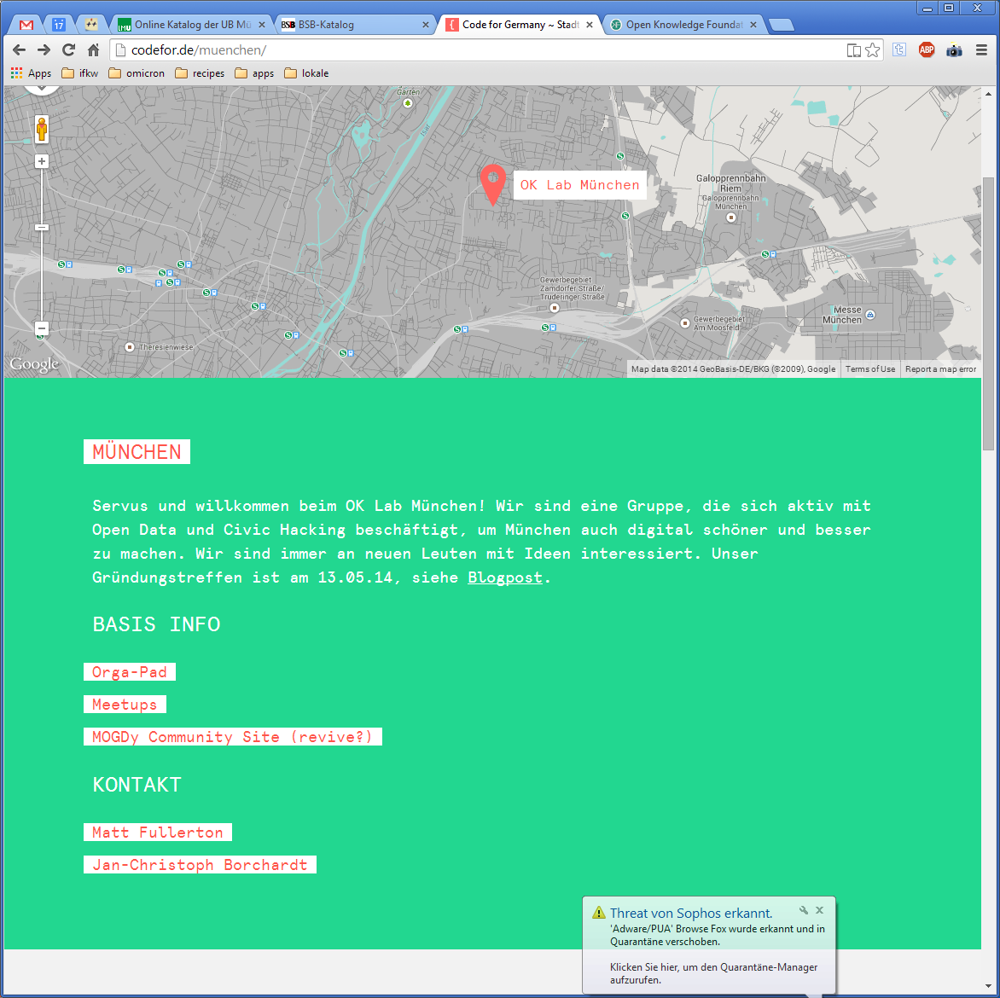 17
Online Katalog der UB Mü
BSB-Katalog
Code for Germany ~ Stadt
Open Knowledge Foundat
codefor.de/muenchen/
ABP
Apps
ifkw
omicron
recipes
apps
lokale
Garten
Isar
OK Lab München
Galopprennbahn
Riem
Galopprennbahn
München
Gewerbegebiet
Zamdorfer Straße/
Truderinger Straße
Messe
München
Gewerbegebiet
Am Moosfeld
Theresienwiese
Google
Map data ©2014 GeoBasis-DE/BKG (©2009), Google
Terms of Use
Report a map error
MÜNCHEN
Servus und willkommen beim OK Lab München! Wir sind eine Gruppe, die sich aktiv mit
Open Data und Civic Hacking beschäftigt, um München auch digital schöner und besser
zu machen. Wir sind immer an neuen Leuten mit Ideen interessiert. Unser
Gründungstreffen ist am 13.05.14, siehe Blogpost.
BASIS INFO
Orga-Pad
Meetups
MOGDy Community Site (revive?)
KONTAKT
Matt Fullerton
Jan-Christoph Borchardt
Threat von Sophos erkannt.
'Adware/PUA' Browse Fox wurde erkannt und in
Quarantäne verschoben.
Klicken Sie hier, um den Quarantäne-Manager
aufzurufen.